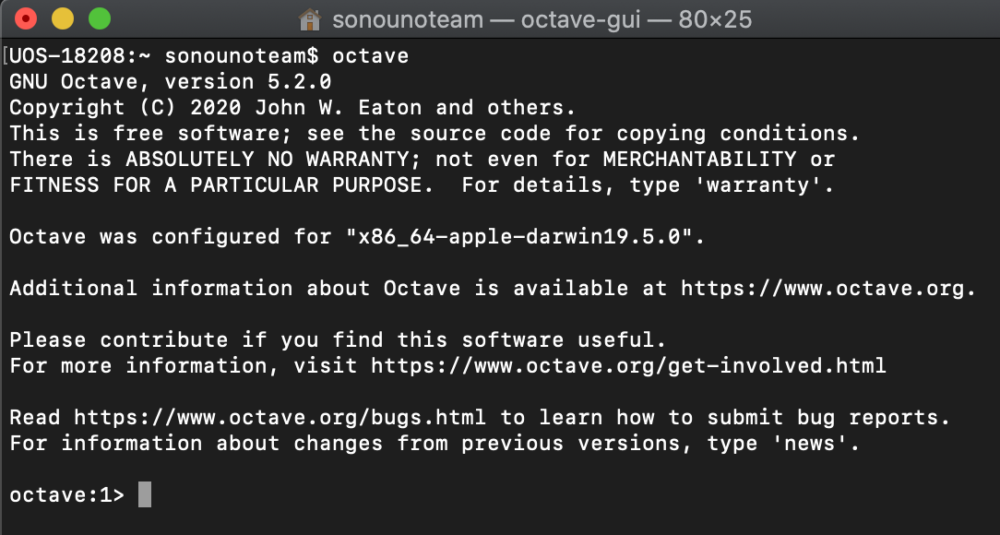 sonounoteam — octave-gui — 80×25
[UOS-18208:~ sonounoteam$ octave
GNU Octave, version 5.2.0
Copyright (C) 2020 John W. Eaton and others.
This is free software; see the source code for copying conditions.
There is ABSOLUTELY NO WARRANTY; not even for MERCHANTABILITY or
FITNESS FOR A PARTICULAR PURPOSE.  For details, type 'warranty'.
Octave was configured for "x86_64-apple-darwin19.5.0".
Additional information about Octave is available at https://www.octave.org.
Please contribute if you find this software useful.
For more information, visit https://www.octave.org/get-involved.html
Read https://www.octave.org/bugs.html to learn how to submit bug reports.
For information about changes from previous versions, type 'news'.
octave:1>